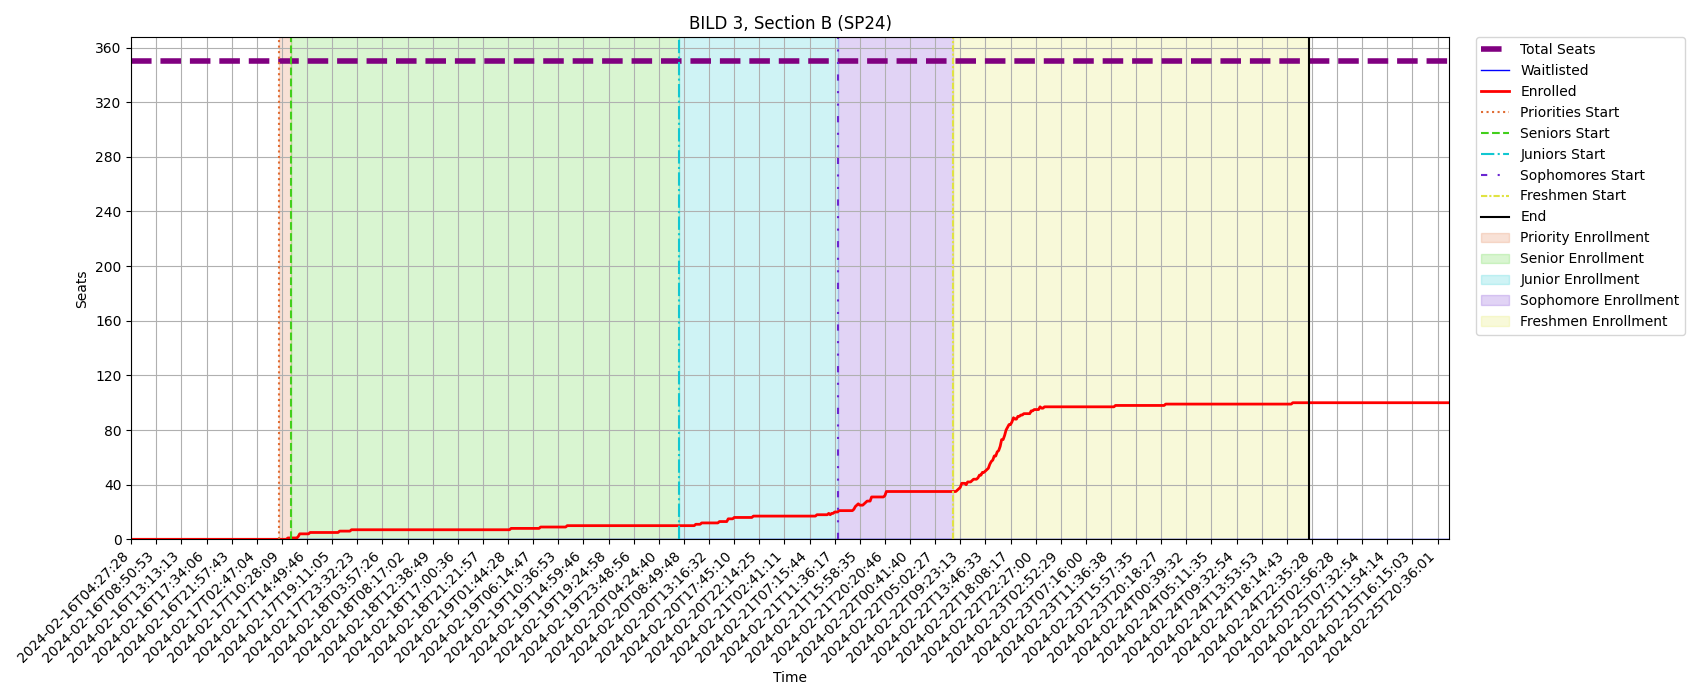 BILD 3, Section B (SP24)
Total Seats
Waitlisted
Enrolled
Priorities Start
Seniors Start
Juniors Start
Sophomores Start
Freshmen Start
End
Priority Enrollment
Senior Enrollment
Junior Enrollment
Sophomore Enrollment
Freshmen Enrollment
Seats
360
320
280
240
200
160
120
80
40
0
2024-02-16T04:27:28
2024-02-16T08:50:53
2024-02-16T13:13:13
2024-02-16T17:34:06
2024-02-16T21:57:43
2024-02-17T02:47:04
2024-02-17T10:28:09
2024-02-17T14:49:46
2024-02-17T19:11:05
2024-02-17T23:32:23
2024-02-18T03:57:26
2024-02-18T08:17:02
2024-02-18T12:38:49
2024-02-18T17:00:36
2024-02-18T21:21:57
2024-02-19T01:44:28
2024-02-19T06:14:47
2024-02-19T10:36:53
2024-02-19T14:59:46
2024-02-19T19:24:58
2024-02-19T23:48:56
2024-02-20T04:24:40
2024-02-20T08:49:48
2024-02-20T13:16:32
2024-02-20T17:45:10
2024-02-20T22:14:25
2024-02-21T02:41:11
2024-02-21T07:15:44
2024-02-21T11:36:17
2024-02-21T15:58:35
2024-02-21T20:20:46
2024-02-22T00:41:40
2024-02-22T05:02:27
2024-02-22T09:23:13
2024-02-22T13:46:33
2024-02-22T18:08:17
2024-02-22T22:27:00
2024-02-23T02:52:29
2024-02-23T07:16:00
2024-02-23T11:36:38
2024-02-23T15:57:35
2024-02-23T20:18:27
2024-02-24T00:39:32
2024-02-24T05:11:35
2024-02-24T09:32:54
2024-02-24T13:53:53
2024-02-24T18:14:43
2024-02-24T22:35:28
2024-02-25T02:56:28
2024-02-25T07:32:54
2024-02-25T11:54:14
2024-02-25T16:15:03
2024-02-25T20:36:01
Time